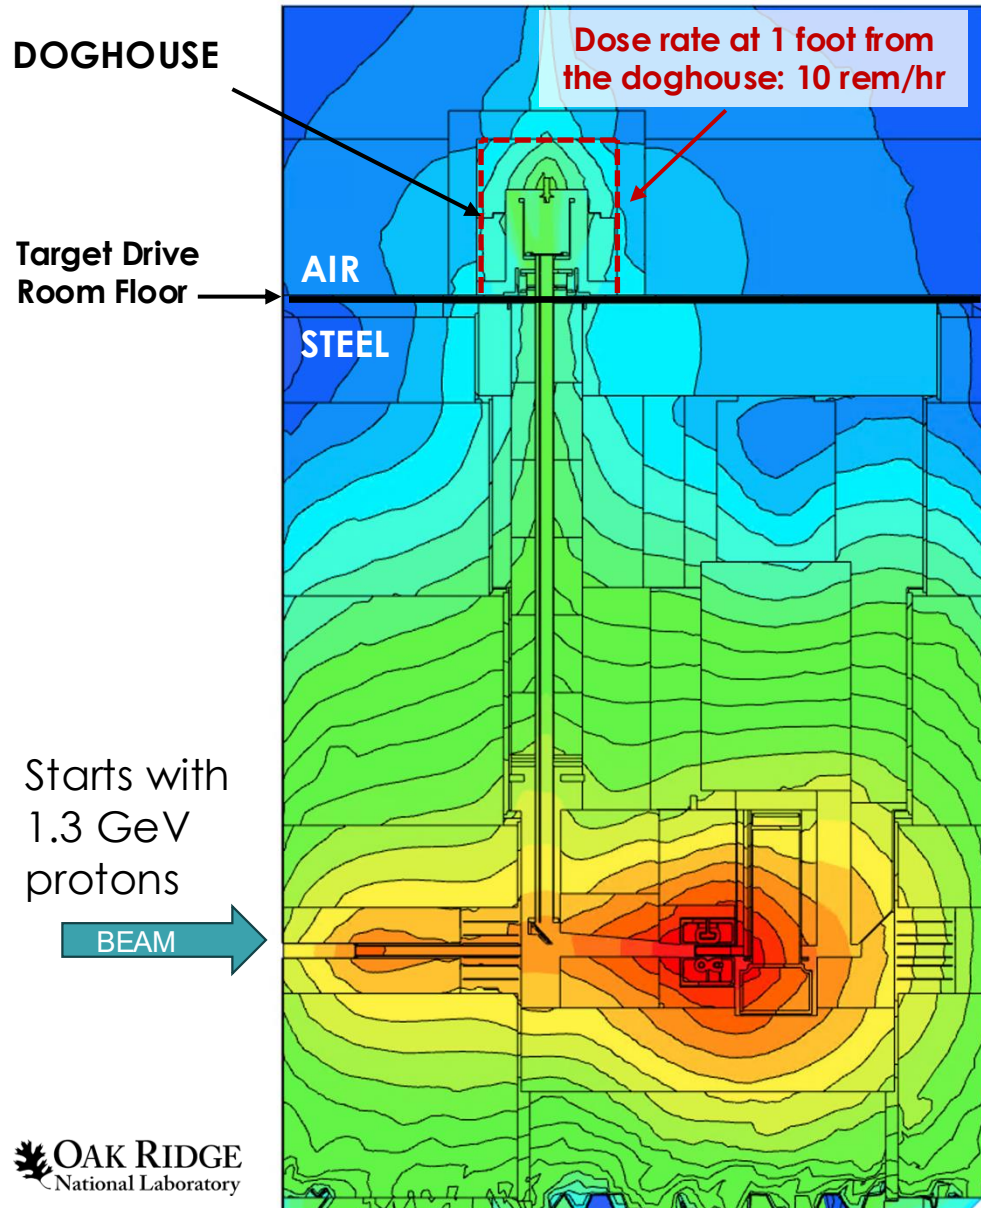 DOGHOUSE
Dose rate at 1 foot from
the doghouse: 10 rem/hr
Target Drive
Room Floor
AIR
STEEL
Starts with
1.3 GeV
protons
BEAM
OAK RIDGE
National Laboratory